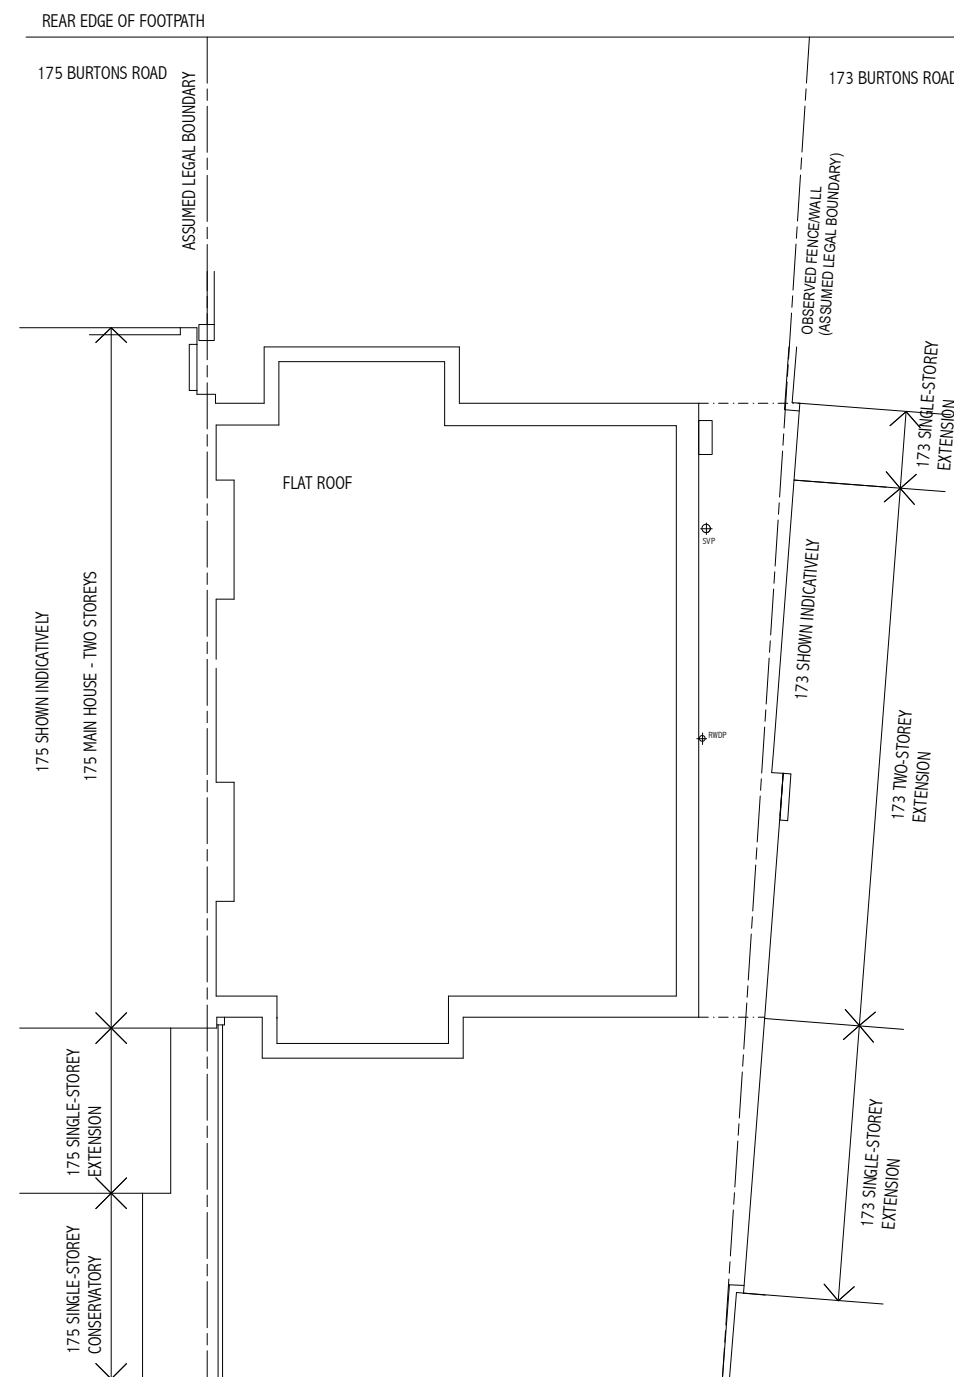 REAR EDGE OF FOOTPATH
175 BURTONS ROAD
173 BURTONS ROAD
ASSUMED LEGAL BOUNDARY
OBSERVED FENCE/WALL
(ASSUMED LEGAL BOUNDARY)
173 SINGLE-STOREY
EXTENSION
FLAT ROOF
SVP
173 SHOWN INDICATIVELY
175 SHOWN INDICATIVELY
175 MAIN HOUSE - TWO STOREYS
RWDP
173 TWO-STOREY
EXTENSION
175 SINGLE-STOREY
EXTENSION
173 SINGLE-STOREY
EXTENSION
175 SINGLE-STOREY
CONSERVATORY